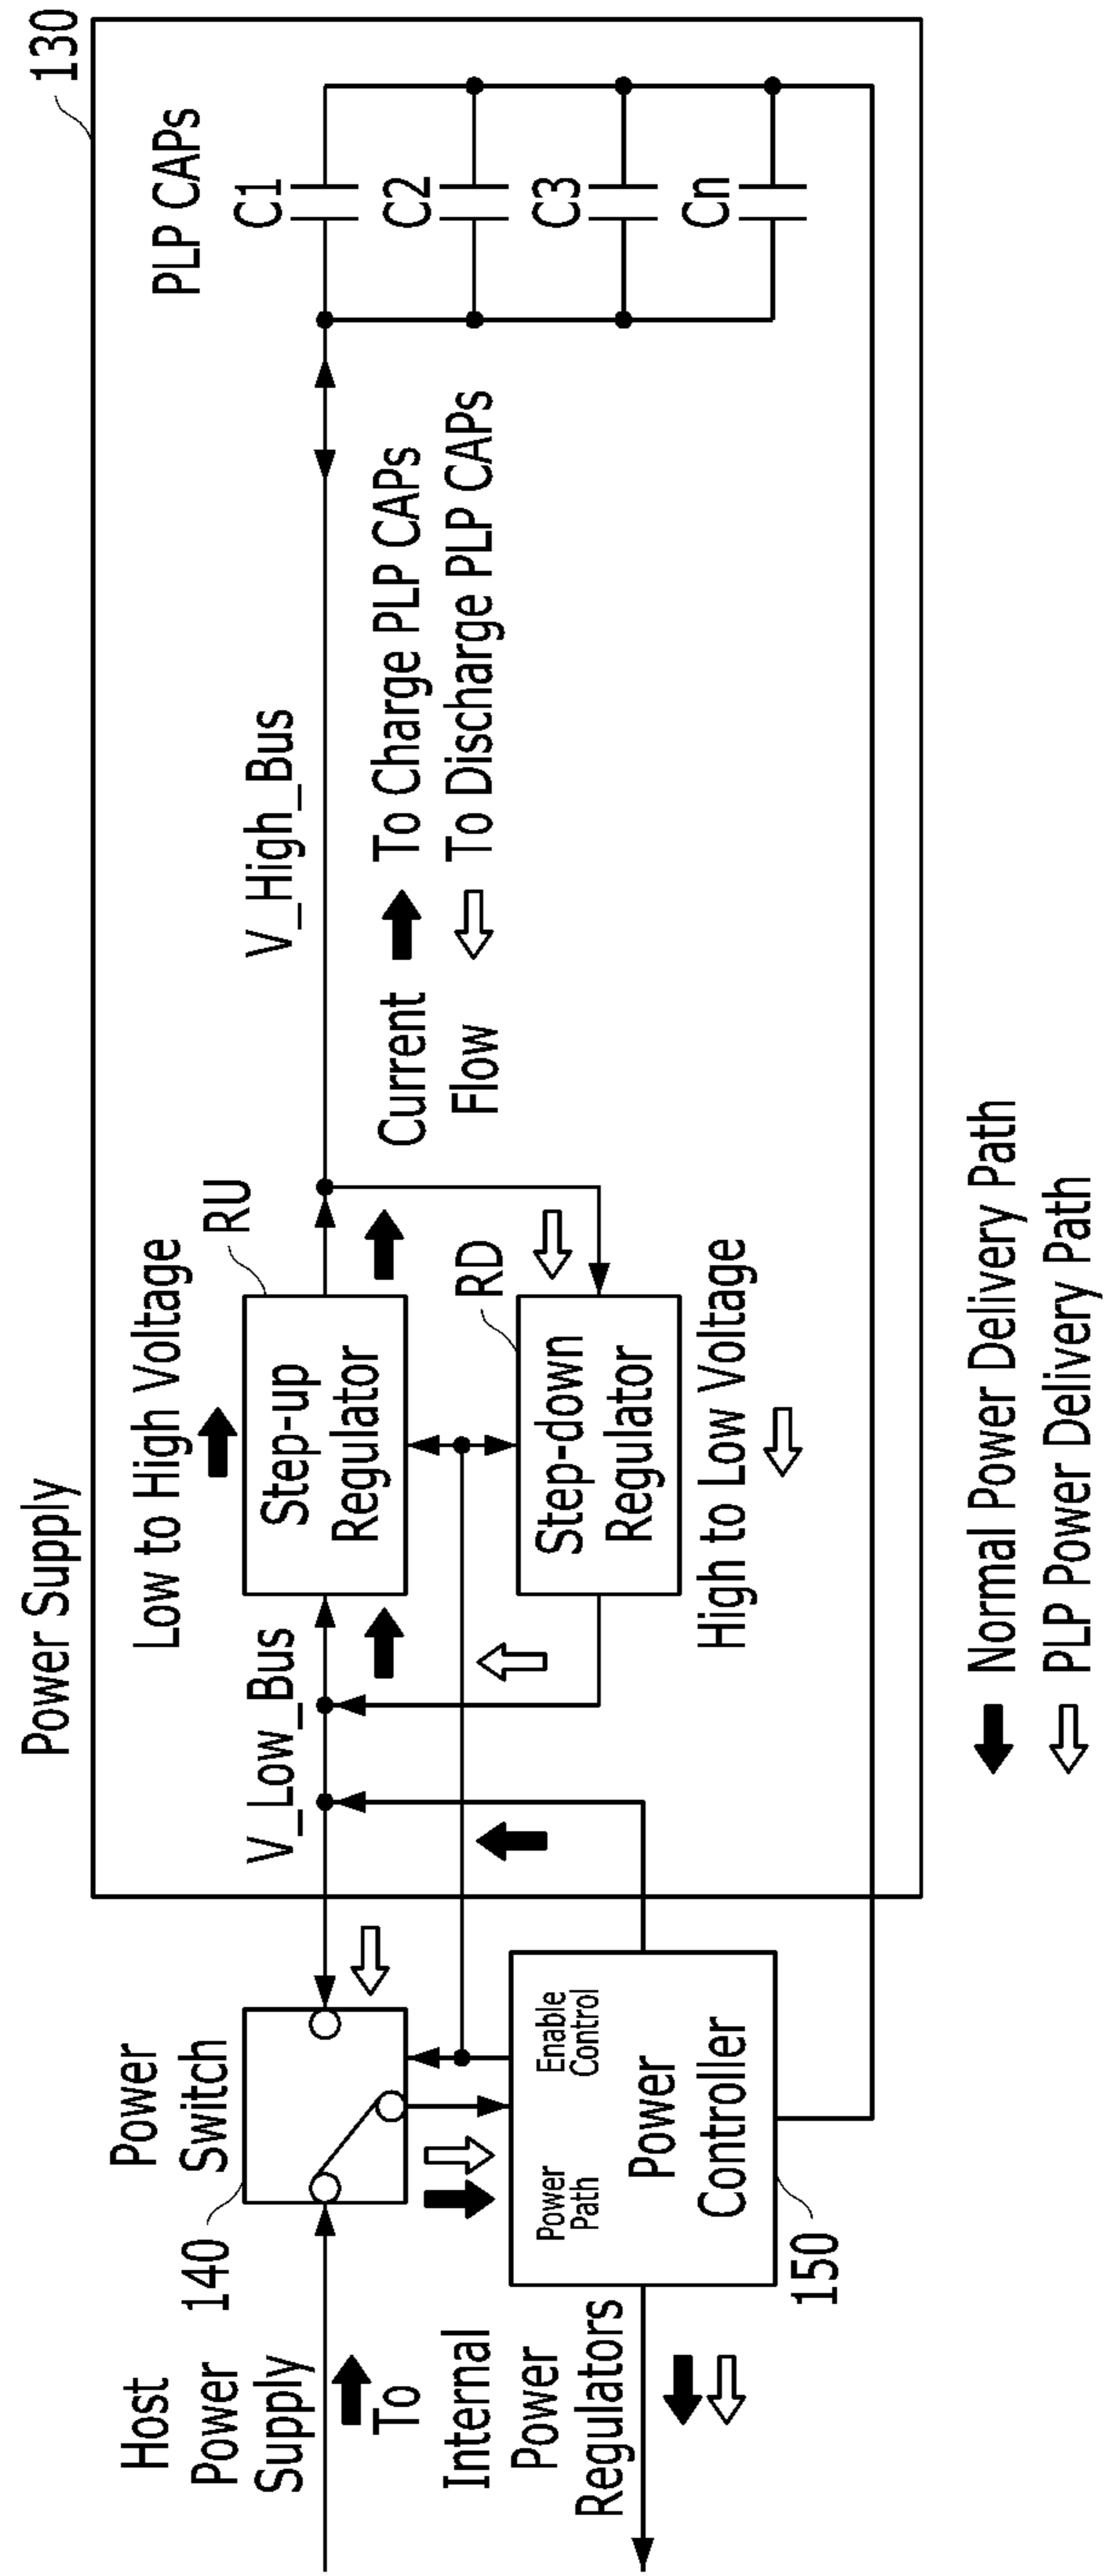 Power Supply
130
Host
Power
Supply
140
Power
Switch
V_Low_Bus
Low to High Voltage
RU
Step-up
Regulator
V_High_Bus
PLP CAPs
C1
C2
C3
Cn
Current
Flow
To Charge PLP CAPs
To Discharge PLP CAPs
RD
Step-down
Regulator
High to Low Voltage
To
Internal
Power
Regulators
Power
Path
Enable
Control
Power
Controller
150
Normal Power Delivery Path
PLP Power Delivery Path